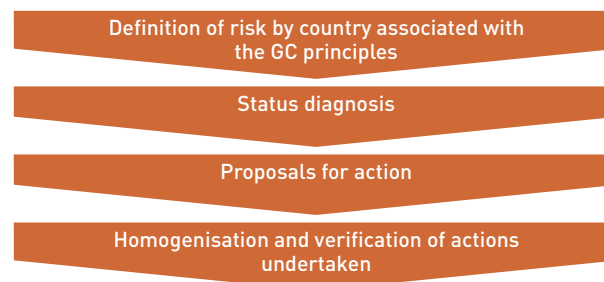 Definition of risk by country associated with
the GC principles
Status diagnosis
Proposals for action
Homogenisation and verification of actions
undertaken